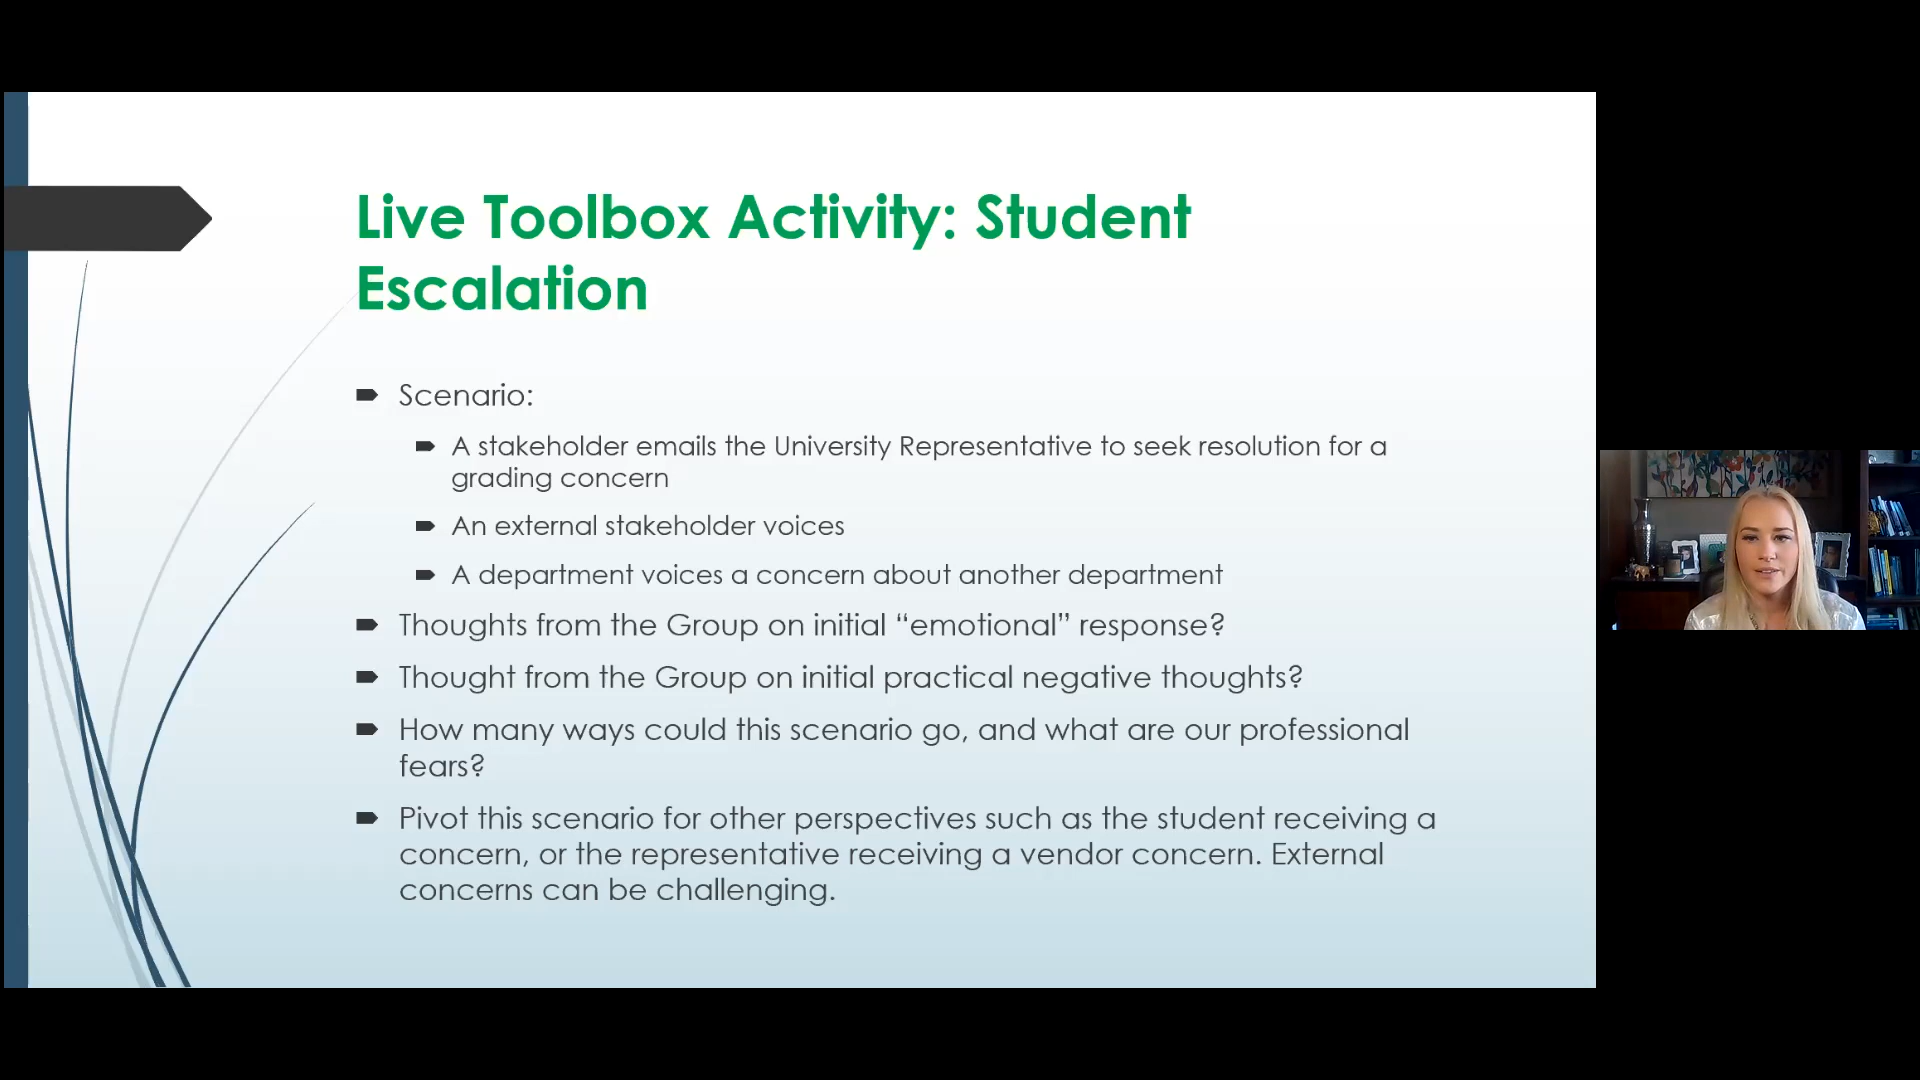 Live Toolbox Activity: Student
Escalation
Scenario:
A stakeholder emails the University Representative to seek resolution for a
grading concern
An external stakeholder voices
A department voices a concern about another department
Thoughts from the Group on initial “emotional” response?
Thought from the Group on initial practical negative thoughts?
How many ways could this scenario go, and what are our professional
fears?
Pivot this scenario for other perspectives such as the student receiving a
concern, or the representative receiving a vendor concern. External
concerns can be challenging.